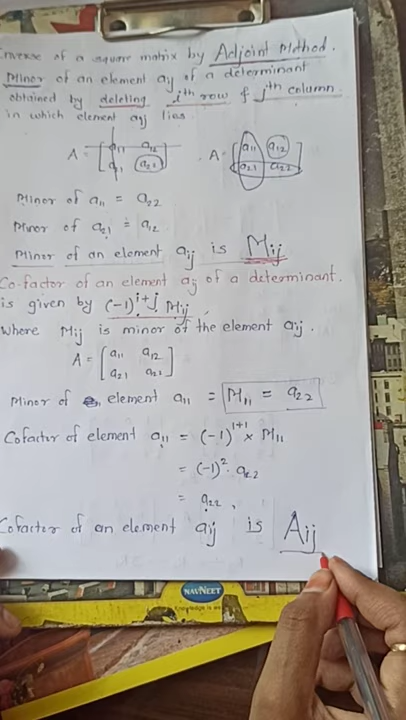 Inverse of a square matrix by Adjoint Method.
Minor of an element aij of a determinant
obtained by deleting ith row & jth column
in which element aij lies.
A = [a11 a12
a21 a22]
A = [a11 a12
a21 a22]
Minor of a11 = a22
Minor of a21 = a12
Minor of an element aij is Mij
Co-factor of an element aij of a determinant.
is given by (-1)^i+j Mij
where Mij is minor of the element aij.
A = [a11 a12
a21 a22]
Minor of element a11 = M11 = a22
Cofactor of element a11 = (-1)^1+1 × M11
= (-1)^2 . a22
= a22,
Cofactor of an element aij is Aij
NAVNEET
Knowledge is